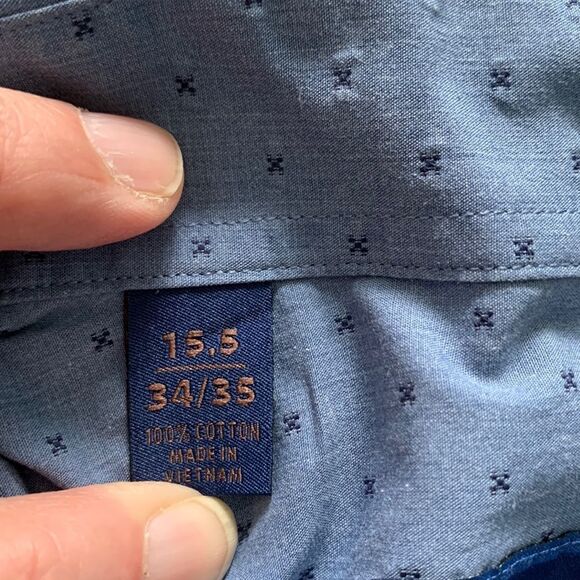 15.5
34/35
100% COTTON
MADE IN
VIETNAM